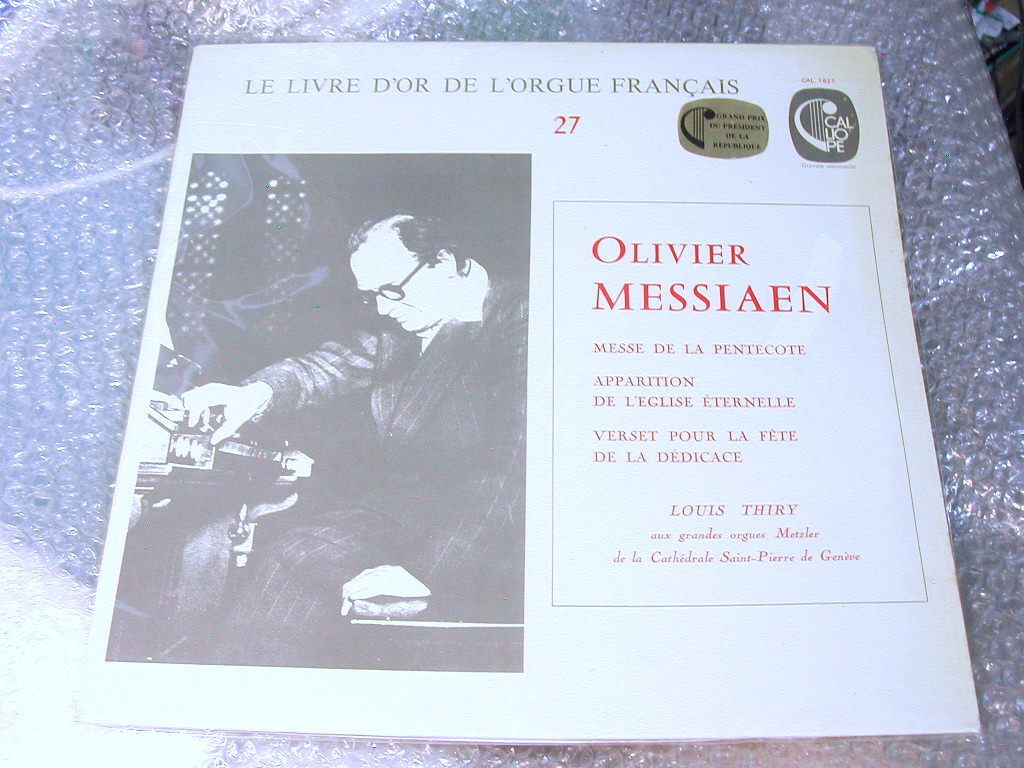 LE LIVRE D'OR DE L'ORGUE FRANÇAIS
27
CAL. 1927
GRAND PRIX
DU PRÉSIDENT
DE LA
RÉPUBLIQUE
CAL
LIO
PE
OLIVIER
MESSIAEN
MESSE DE LA PENTECOTE
APPARITION
DE L'EGLISE ÉTERNELLE
VERSET POUR LA FÊTE
DE LA DÉDICACE
LOUIS THIRY
aux grandes orgues Metzler
de la Cathédrale Saint-Pierre de Genève